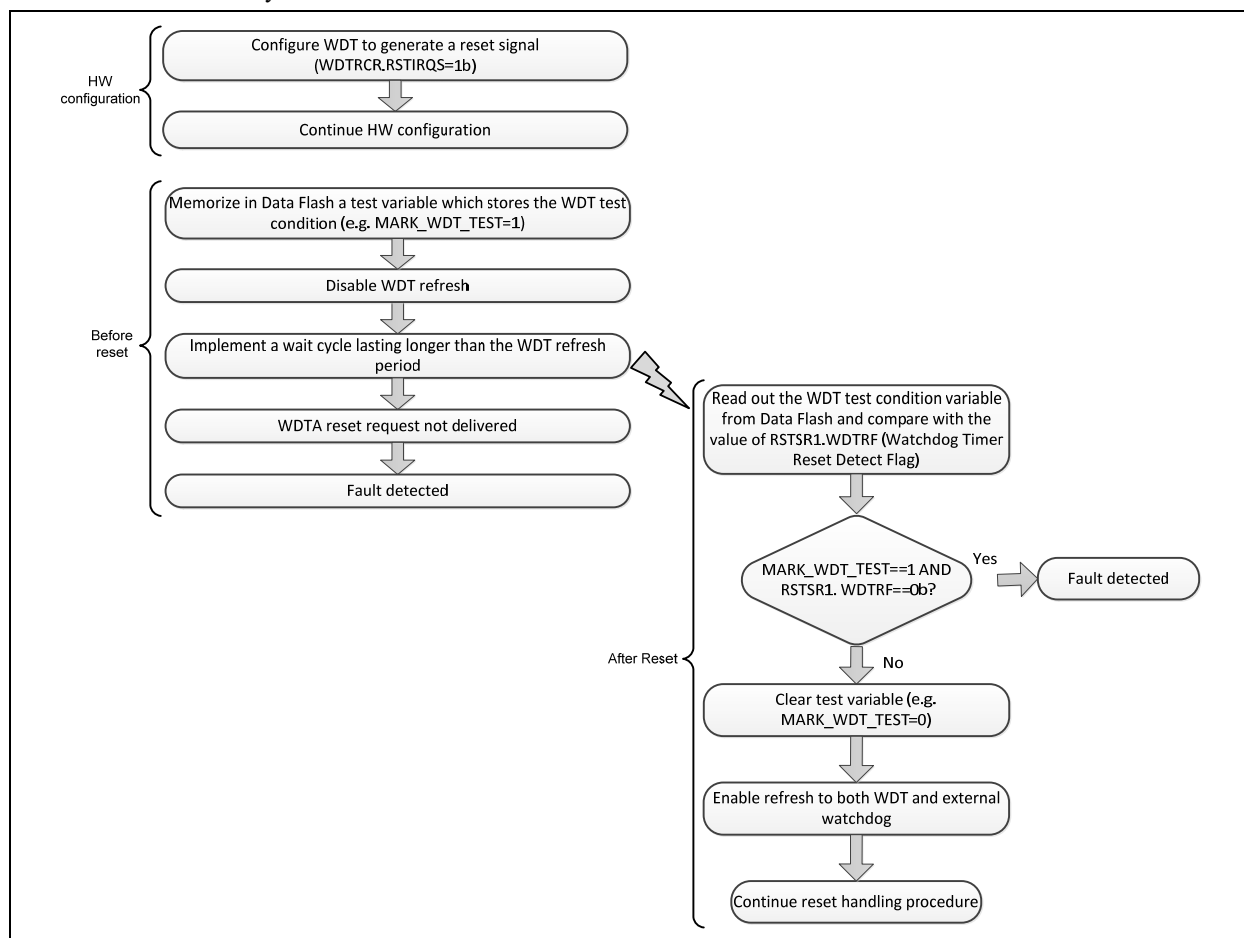 HW
configuration
Configure WDT to generate a reset signal
(WDTRCR.RSTIRQS=1b)
Continue HW configuration
Before
reset
Memorize in Data Flash a test variable which stores the WDT test
condition (e.g. MARK_WDT_TEST=1)
Disable WDT refresh
Implement a wait cycle lasting longer than the WDT refresh
period
WDTA reset request not delivered
Fault detected
After Reset
Read out the WDT test condition variable
from Data Flash and compare with the
value of RSTSR1.WDTRF (Watchdog Timer
Reset Detect Flag)
MARK_WDT_TEST==1 AND
RSTSR1. WDTRF==0b?
Yes
Fault detected
No
Clear test variable (e.g.
MARK_WDT_TEST=0)
Enable refresh to both WDT and external
watchdog
Continue reset handling procedure